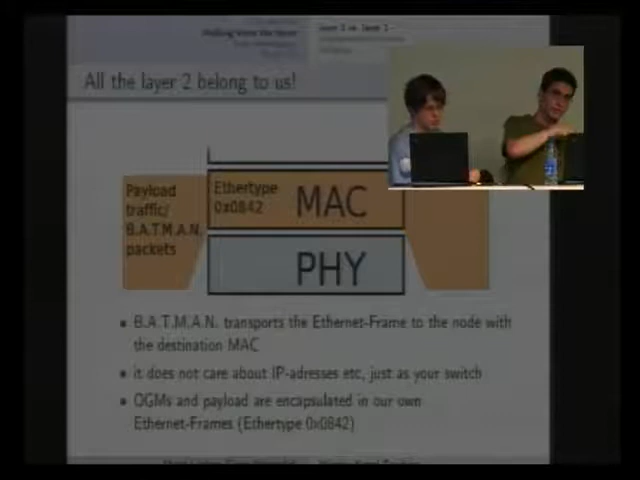 All the layer 2 belong to us!
Payload
traffic/
B.A.T.M.A.N.
packets
Ethertype
0x0842
MAC
PHY
B.A.T.M.A.N. transports the Ethernet-Frame to the node with
the destination MAC
it does not care about IP-adresses etc, just as your switch
OGMs and payload are encapsulated in our own
Ethernet-Frames (Ethertype 0x0842)